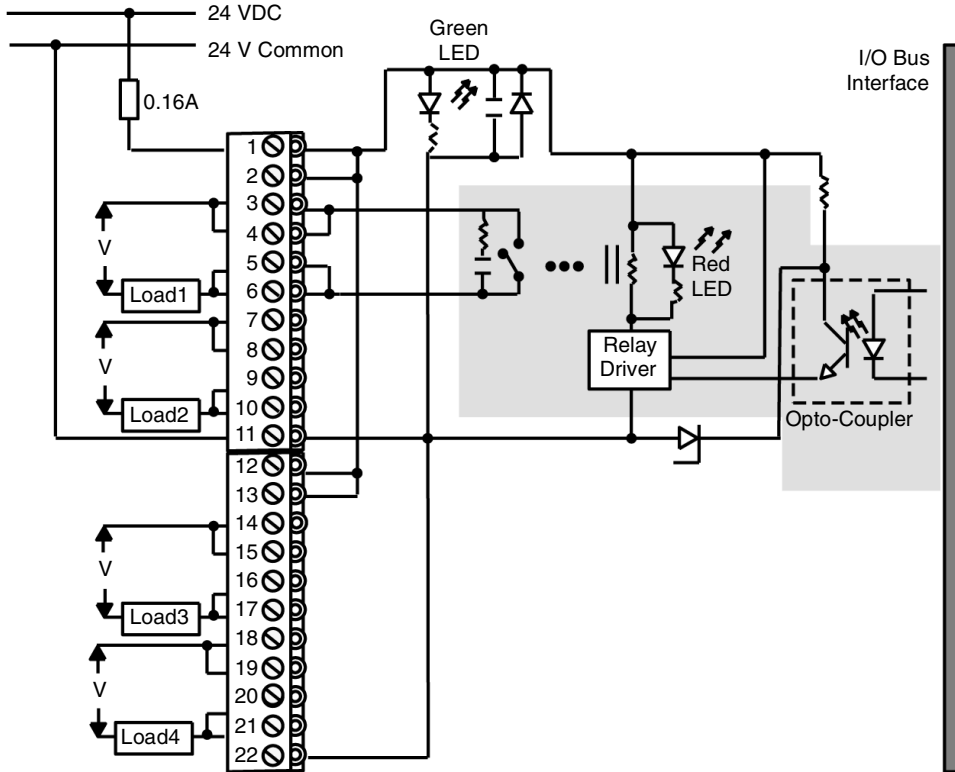 24 VDC
24 V Common
Green
LED
I/O Bus
Interface
0.16A
1
2
3
4
5
6
7
8
9
10
11
12
13
14
15
16
17
18
19
20
21
22
V
Load1
V
Load2
V
Load3
V
Load4
Red
LED
Relay
Driver
Opto-Coupler